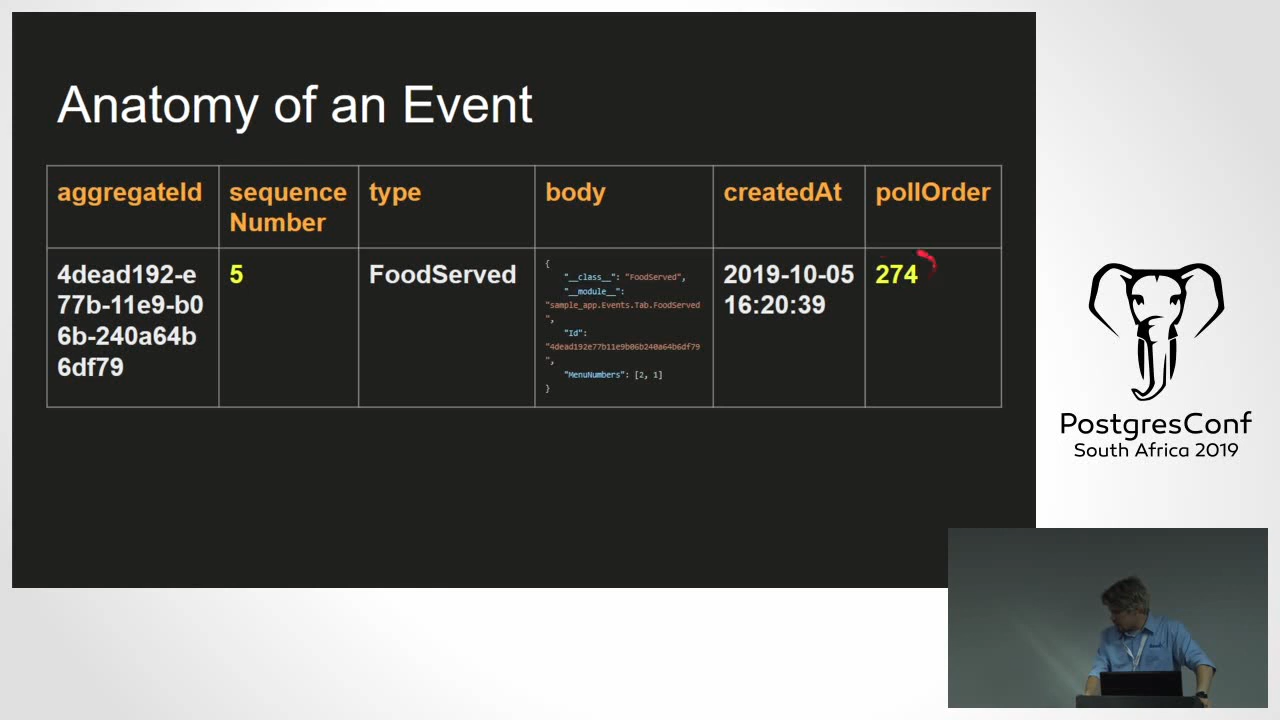 Anatomy of an Event
aggregateId
sequence
Number
type
body
createdAt
pollOrder
4dead192-e
77b-11e9-b0
6b-240a64b
6df79
5
FoodServed
{
"__class__": "FoodServed",
"__module__":
"sample_app.Events.Tab.FoodServed
",
"Id":
"4dead192e77b11e9b06b240a64b6df79
",
"MenuNumbers": [2, 1]
}
2019-10-05
16:20:39
274
PostgresConf
South Africa 2019